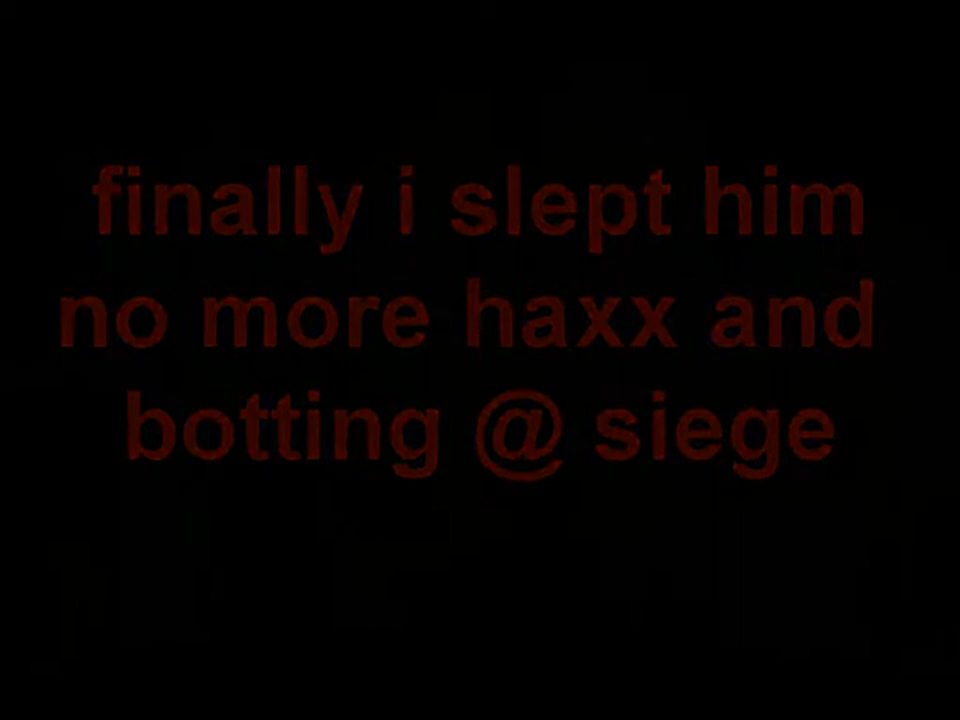 finally i slept him
no more haxx and
botting @ siege